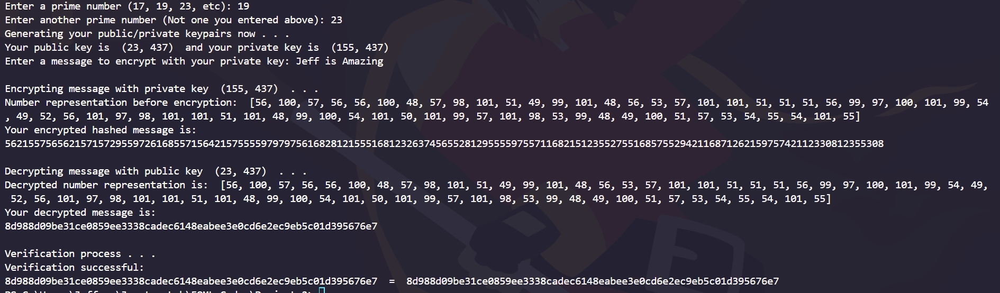 Enter a prime number (17, 19, 23, etc): 19
Enter another prime number (Not one you entered above): 23
Generating your public/private keypairs now . . .
Your public key is  (23, 437)  and your private key is  (155, 437)
Enter a message to encrypt with your private key: Jeff is Amazing
Encrypting message with private key  (155, 437)  . . .
Number representation before encryption:  [56, 100, 57, 56, 56, 100, 48, 57, 98, 101, 51, 49, 99, 101, 48, 56, 53, 57, 101, 101, 51, 51, 51, 56, 99, 97, 100, 101, 99, 54
, 49, 52, 56, 101, 97, 98, 101, 101, 51, 101, 48, 99, 100, 54, 101, 50, 101, 99, 57, 101, 98, 53, 99, 48, 49, 100, 51, 57, 53, 54, 55, 54, 101, 55]
Your encrypted hashed message is:
5621557565621571572955972616855715642157555597979756168281215551681232637456552812955559755711682151235527551685755294211687126215975742112330812355308
Decrypting message with public key  (23, 437)  . . .
Decrypted number representation is:  [56, 100, 57, 56, 56, 100, 48, 57, 98, 101, 51, 49, 99, 101, 48, 56, 53, 57, 101, 101, 51, 51, 51, 56, 99, 97, 100, 101, 99, 54, 49,
52, 56, 101, 97, 98, 101, 101, 51, 101, 48, 99, 100, 54, 101, 50, 101, 99, 57, 101, 98, 53, 99, 48, 49, 100, 51, 57, 53, 54, 55, 54, 101, 55]
Your decrypted message is:
8d988d09be31ce0859ee3338cadec6148eabee3e0cd6e2ec9eb5c01d395676e7
Verification process . . .
Verification successful:
8d988d09be31ce0859ee3338cadec6148eabee3e0cd6e2ec9eb5c01d395676e7  =  8d988d09be31ce0859ee3338cadec6148eabee3e0cd6e2ec9eb5c01d395676e7